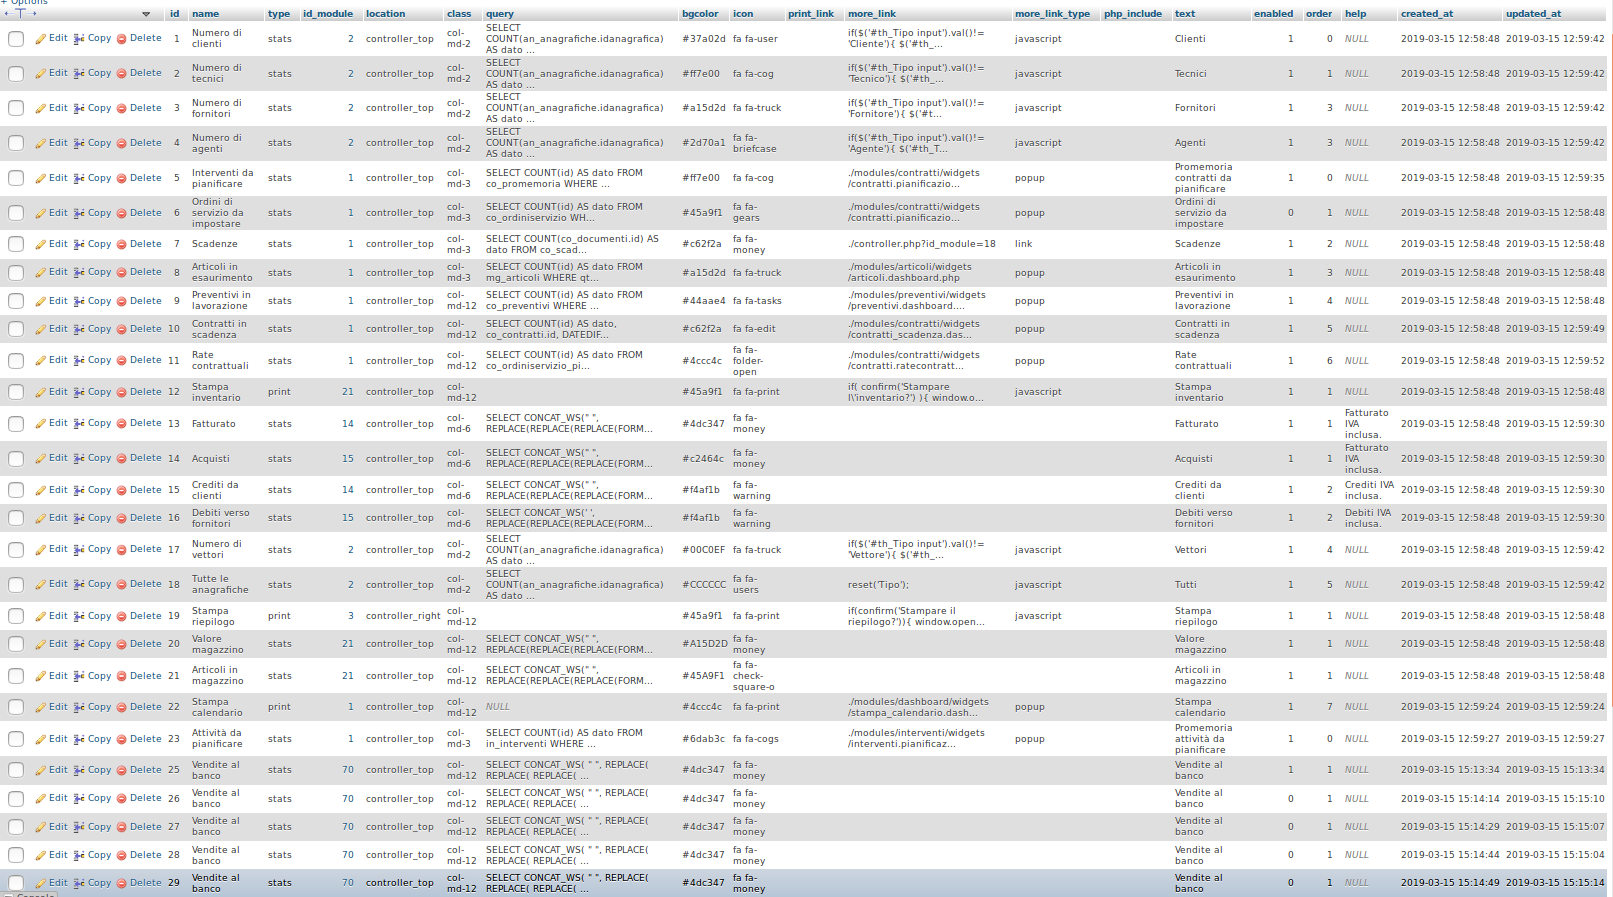 + Options
id name type id_module location class query bgcolor icon print_link more_link more_link_type php_include text enabled order help created_at updated_at
Edit Copy Delete 1 Numero di clienti stats 2 controller_top col-md-2 SELECT COUNT(an_anagrafiche.idanagrafica) AS dato ... #37a02d fa fa-user if($('#th_Tipo input').val()!= 'Cliente'){ $('#th_... javascript Clienti 1 0 NULL 2019-03-15 12:58:48 2019-03-15 12:59:42
Edit Copy Delete 2 Numero di tecnici stats 2 controller_top col-md-2 SELECT COUNT(an_anagrafiche.idanagrafica) AS dato ... #ff7e00 fa fa-cog if($('#th_Tipo input').val()!= 'Tecnico'){ $('#th_... javascript Tecnici 1 1 NULL 2019-03-15 12:58:48 2019-03-15 12:59:42
Edit Copy Delete 3 Numero di fornitori stats 2 controller_top col-md-2 SELECT COUNT(an_anagrafiche.idanagrafica) AS dato ... #a15d2d fa fa-truck if($('#th_Tipo input').val()!= 'Fornitore'){ $('#t... javascript Fornitori 1 3 NULL 2019-03-15 12:58:48 2019-03-15 12:59:42
Edit Copy Delete 4 Numero di agenti stats 2 controller_top col-md-2 SELECT COUNT(an_anagrafiche.idanagrafica) AS dato ... #2d70a1 fa fa-briefcase if($('#th_Tipo input').val()!= 'Agente'){ $('#th_T... javascript Agenti 1 3 NULL 2019-03-15 12:58:48 2019-03-15 12:59:42
Edit Copy Delete 5 Interventi da pianificare stats 1 controller_top col-md-3 SELECT COUNT(id) AS dato FROM co_promemoria WHERE ... #ff7e00 fa fa-cog ./modules/contratti/widgets /contratti.pianificazio... popup Promemoria contratti da pianificare 1 0 NULL 2019-03-15 12:58:48 2019-03-15 12:59:35
Edit Copy Delete 6 Ordini di servizio da impostare stats 1 controller_top col-md-3 SELECT COUNT(id) AS dato FROM co_ordiniservizio WH... #45a9f1 fa fa-gears ./modules/contratti/widgets /contratti.pianificazio... popup Ordini di servizio da impostare 0 1 NULL 2019-03-15 12:58:48 2019-03-15 12:58:48
Edit Copy Delete 7 Scadenze stats 1 controller_top col-md-3 SELECT COUNT(co_documenti.id) AS dato FROM co_scad... #c62f2a fa fa-money ./controller.php?id_module=18 link Scadenze 1 2 NULL 2019-03-15 12:58:48 2019-03-15 12:58:48
Edit Copy Delete 8 Articoli in esaurimento stats 1 controller_top col-md-3 SELECT COUNT(id) AS dato FROM mg_articoli WHERE qt... #a15d2d fa fa-truck ./modules/articoli/widgets /articoli.dashboard.php popup Articoli in esaurimento 1 3 NULL 2019-03-15 12:58:48 2019-03-15 12:58:48
Edit Copy Delete 9 Preventivi in lavorazione stats 1 controller_top col-md-12 SELECT COUNT(id) AS dato FROM co_preventivi WHERE ... #44aae4 fa fa-tasks ./modules/preventivi/widgets /preventivi.dashboard.... popup Preventivi in lavorazione 1 4 NULL 2019-03-15 12:58:48 2019-03-15 12:58:48
Edit Copy Delete 10 Contratti in scadenza stats 1 controller_top col-md-12 SELECT COUNT(id) AS dato, co_contratti.id, DATEDIF... #c62f2a fa fa-edit ./modules/contratti/widgets /contratti_scadenza.das... popup Contratti in scadenza 1 5 NULL 2019-03-15 12:58:48 2019-03-15 12:59:49
Edit Copy Delete 11 Rate contrattuali stats 1 controller_top col-md-12 SELECT COUNT(id) AS dato FROM co_ordiniservizio_pi... #4ccc4c fa fa-folder-open ./modules/contratti/widgets /contratti.ratecontratt... popup Rate contrattuali 1 6 NULL 2019-03-15 12:58:48 2019-03-15 12:59:52
Edit Copy Delete 12 Stampa inventario print 21 controller_top col-md-12 #45a9f1 fa fa-print if( confirm('Stampare l\'inventario?') ){ window.o... javascript Stampa inventario 1 1 NULL 2019-03-15 12:58:48 2019-03-15 12:58:48
Edit Copy Delete 13 Fatturato stats 14 controller_top col-md-6 SELECT CONCAT_WS(" ", REPLACE(REPLACE(REPLACE(FORM... #4dc347 fa fa-money Fatturato 1 1 Fatturato IVA inclusa. 2019-03-15 12:58:48 2019-03-15 12:59:30
Edit Copy Delete 14 Acquisti stats 15 controller_top col-md-6 SELECT CONCAT_WS(" ", REPLACE(REPLACE(REPLACE(FORM... #c2464c fa fa-money Acquisti 1 1 Fatturato IVA inclusa. 2019-03-15 12:58:48 2019-03-15 12:59:30
Edit Copy Delete 15 Crediti da clienti stats 14 controller_top col-md-6 SELECT CONCAT_WS(" ", REPLACE(REPLACE(REPLACE(FORM... #f4af1b fa fa-warning Crediti da clienti 1 2 Crediti IVA inclusa. 2019-03-15 12:58:48 2019-03-15 12:59:30
Edit Copy Delete 16 Debiti verso fornitori stats 15 controller_top col-md-6 SELECT CONCAT_WS(' ', REPLACE(REPLACE(REPLACE(FORM... #f4af1b fa fa-warning Debiti verso fornitori 1 2 Debiti IVA inclusa. 2019-03-15 12:58:48 2019-03-15 12:59:30
Edit Copy Delete 17 Numero di vettori stats 2 controller_top col-md-2 SELECT COUNT(an_anagrafiche.idanagrafica) AS dato ... #00C0EF fa fa-truck if($('#th_Tipo input').val()!= 'Vettore'){ $('#th_... javascript Vettori 1 4 NULL 2019-03-15 12:58:48 2019-03-15 12:59:42
Edit Copy Delete 18 Tutte le anagrafiche stats 2 controller_top col-md-2 SELECT COUNT(an_anagrafiche.idanagrafica) AS dato ... #CCCCCC fa fa-users reset('Tipo'); javascript Tutti 1 5 NULL 2019-03-15 12:58:48 2019-03-15 12:59:42
Edit Copy Delete 19 Stampa riepilogo print 3 controller_right col-md-12 #45a9f1 fa fa-print if(confirm('Stampare il riepilogo?')){ window.open... javascript Stampa riepilogo 1 1 NULL 2019-03-15 12:58:48 2019-03-15 12:58:48
Edit Copy Delete 20 Valore magazzino stats 21 controller_top col-md-12 SELECT CONCAT_WS(" ", REPLACE(REPLACE(REPLACE(FORM... #A15D2D fa fa-money Valore magazzino 1 1 NULL 2019-03-15 12:58:48 2019-03-15 12:58:48
Edit Copy Delete 21 Articoli in magazzino stats 21 controller_top col-md-12 SELECT CONCAT_WS(" ", REPLACE(REPLACE(REPLACE(FORM... #45A9F1 fa fa-check-square-o Articoli in magazzino 1 1 NULL 2019-03-15 12:58:48 2019-03-15 12:58:48
Edit Copy Delete 22 Stampa calendario print 1 controller_top col-md-12 NULL #4ccc4c fa fa-print ./modules/dashboard/widgets /stampa_calendario.dash... popup Stampa calendario 1 7 NULL 2019-03-15 12:59:24 2019-03-15 12:59:24
Edit Copy Delete 23 Attività da pianificare stats 1 controller_top col-md-3 SELECT COUNT(id) AS dato FROM in_interventi WHERE ... #6dab3c fa fa-cogs ./modules/interventi/widgets /interventi.pianificaz... popup Promemoria attività da pianificare 1 0 NULL 2019-03-15 12:59:27 2019-03-15 12:59:27
Edit Copy Delete 25 Vendite al banco stats 70 controller_top col-md-12 SELECT CONCAT_WS( " ", REPLACE( REPLACE( REPLACE( ... #4dc347 fa fa-money Vendite al banco 1 1 NULL 2019-03-15 15:13:34 2019-03-15 15:13:34
Edit Copy Delete 26 Vendite al banco stats 70 controller_top col-md-12 SELECT CONCAT_WS( " ", REPLACE( REPLACE( REPLACE( ... #4dc347 fa fa-money Vendite al banco 0 1 NULL 2019-03-15 15:14:14 2019-03-15 15:15:10
Edit Copy Delete 27 Vendite al banco stats 70 controller_top col-md-12 SELECT CONCAT_WS( " ", REPLACE( REPLACE( REPLACE( ... #4dc347 fa fa-money Vendite al banco 0 1 NULL 2019-03-15 15:14:29 2019-03-15 15:15:07
Edit Copy Delete 28 Vendite al banco stats 70 controller_top col-md-12 SELECT CONCAT_WS( " ", REPLACE( REPLACE( REPLACE( ... #4dc347 fa fa-money Vendite al banco 0 1 NULL 2019-03-15 15:14:44 2019-03-15 15:15:04
Edit Copy Delete 29 Vendite al banco stats 70 controller_top col-md-12 SELECT CONCAT_WS( " ", REPLACE( REPLACE( REPLACE( ... #4dc347 fa fa-money Vendite al banco 0 1 NULL 2019-03-15 15:14:49 2019-03-15 15:15:14
Console